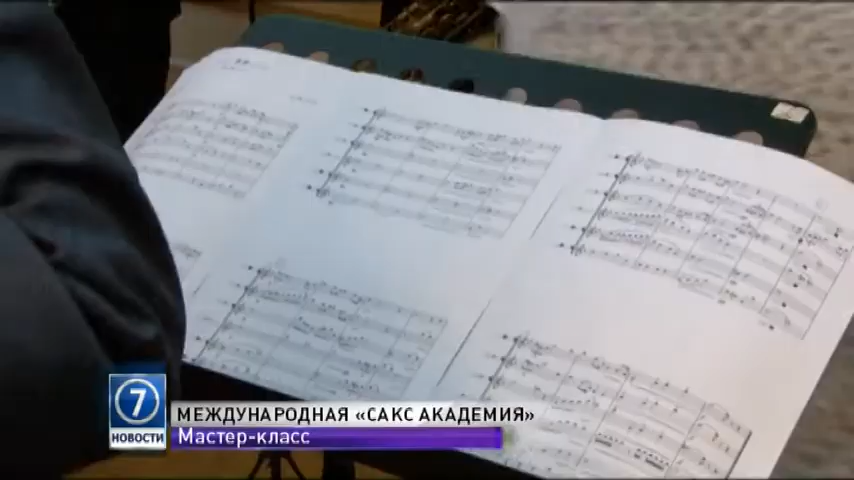 7
НОВОСТИ
МЕЖДУНАРОДНАЯ «САКС АКАДЕМИЯ»
Мастер-класс